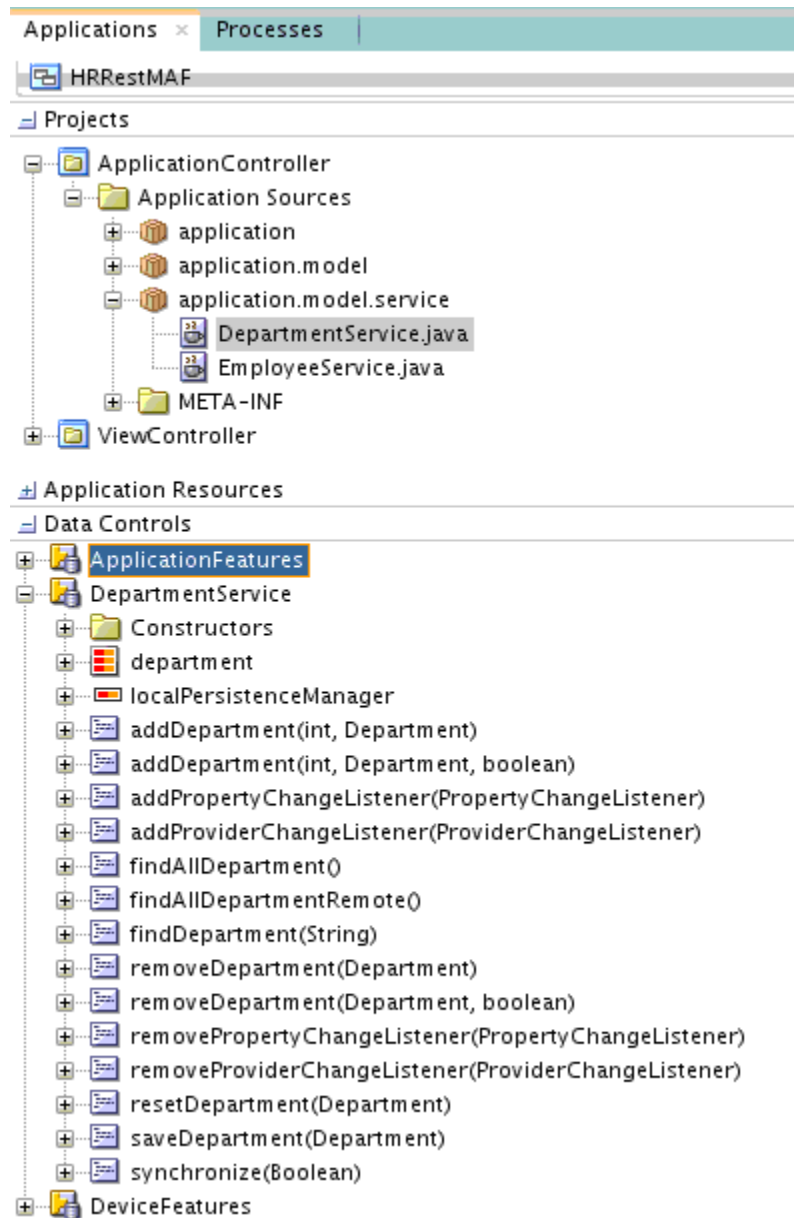 Applications × Processes
HRRestMAF
Projects
ApplicationController
Application Sources
application
application.model
application.model.service
DepartmentService.java
EmployeeService.java
META-INF
ViewController
Application Resources
Data Controls
ApplicationFeatures
DepartmentService
Constructors
department
localPersistenceManager
addDepartment(int, Department)
addDepartment(int, Department, boolean)
addPropertyChangeListener(PropertyChangeListener)
addProviderChangeListener(ProviderChangeListener)
findAllDepartment()
findAllDepartmentRemote()
findDepartment(String)
removeDepartment(Department)
removeDepartment(Department, boolean)
removePropertyChangeListener(PropertyChangeListener)
removeProviderChangeListener(ProviderChangeListener)
resetDepartment(Department)
saveDepartment(Department)
synchronize(Boolean)
DeviceFeatures